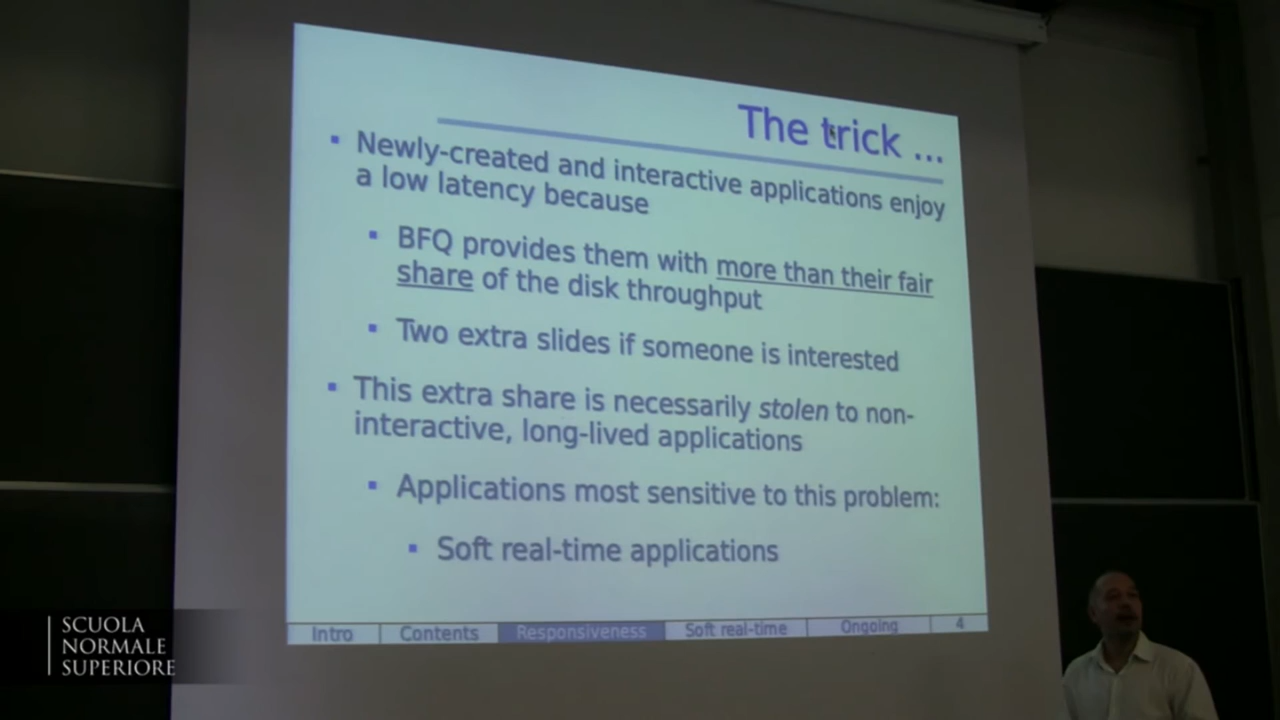 The trick ...
Newly-created and interactive applications enjoy
a low latency because
BFQ provides them with more than their fair
share of the disk throughput
Two extra slides if someone is interested
This extra share is necessarily stolen to non-
interactive, long-lived applications
Applications most sensitive to this problem:
Soft real-time applications
Intro Contents Responsiveness Soft real-time Ongoing 4
SCUOLA
NORMALE
SUPERIORE